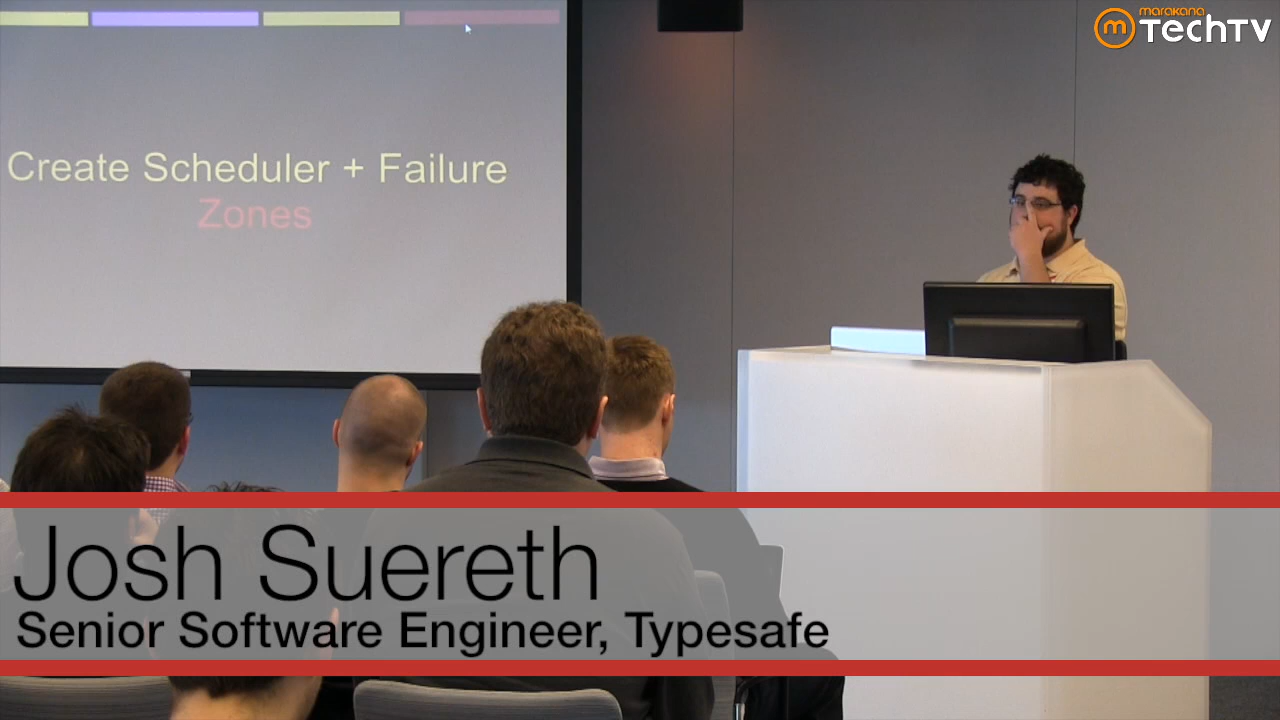 marakana
TechTV
Create Scheduler + Failure
Zones
Josh Suereth
Senior Software Engineer, Typesafe